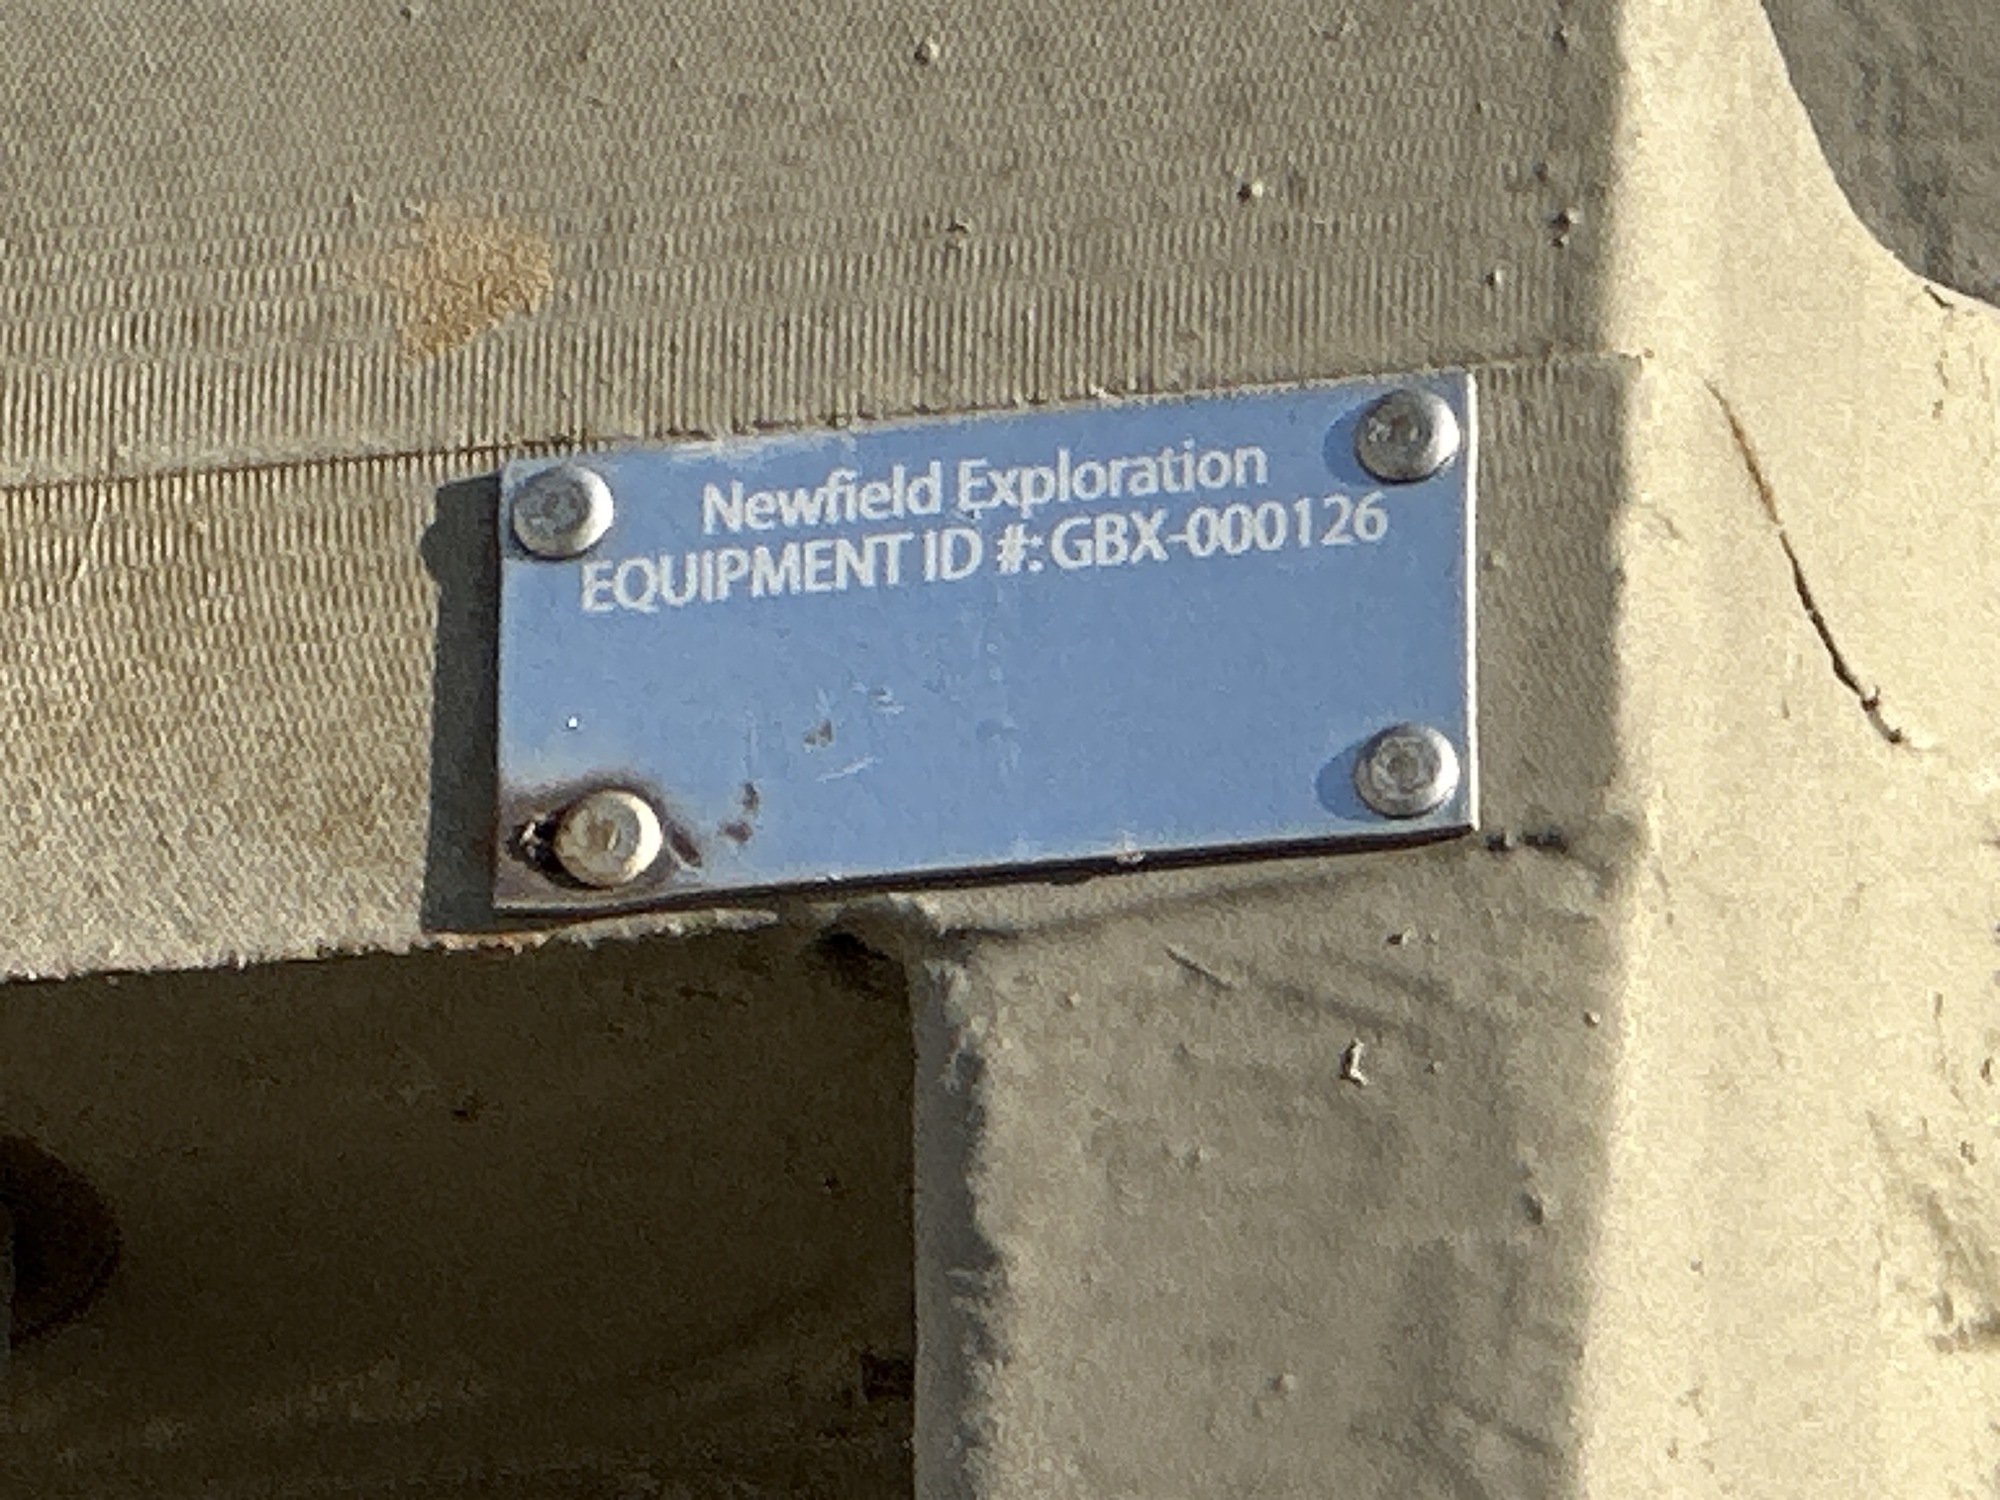 Newfield Exploration
EQUIPMENT ID #: GBX-000126